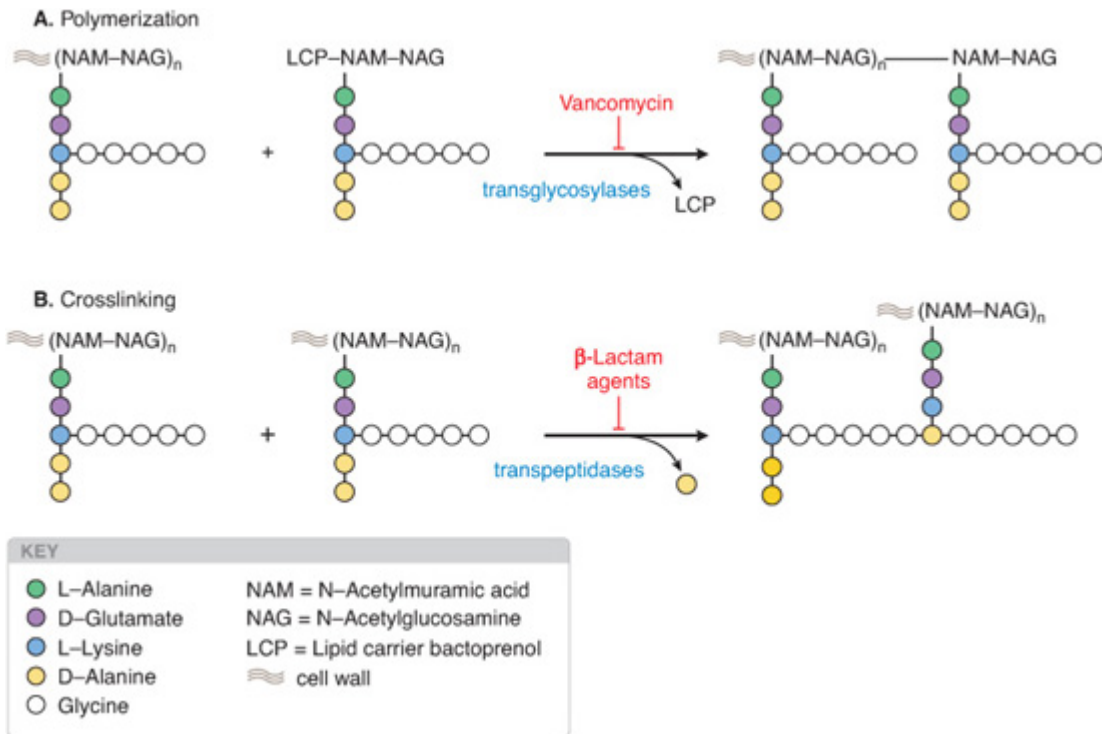 A. Polymerization
(NAM–NAG)n
LCP–NAM–NAG
(NAM–NAG)n
NAM–NAG
Vancomycin
+
transglycosylases
LCP
B. Crosslinking
(NAM–NAG)n
(NAM–NAG)n
(NAM–NAG)n
(NAM–NAG)n
β-Lactam
agents
+
transpeptidases
KEY
L–Alanine
D–Glutamate
L–Lysine
D–Alanine
Glycine
NAM = N–Acetylmuramic acid
NAG = N–Acetylglucosamine
LCP = Lipid carrier bactoprenol
cell wall